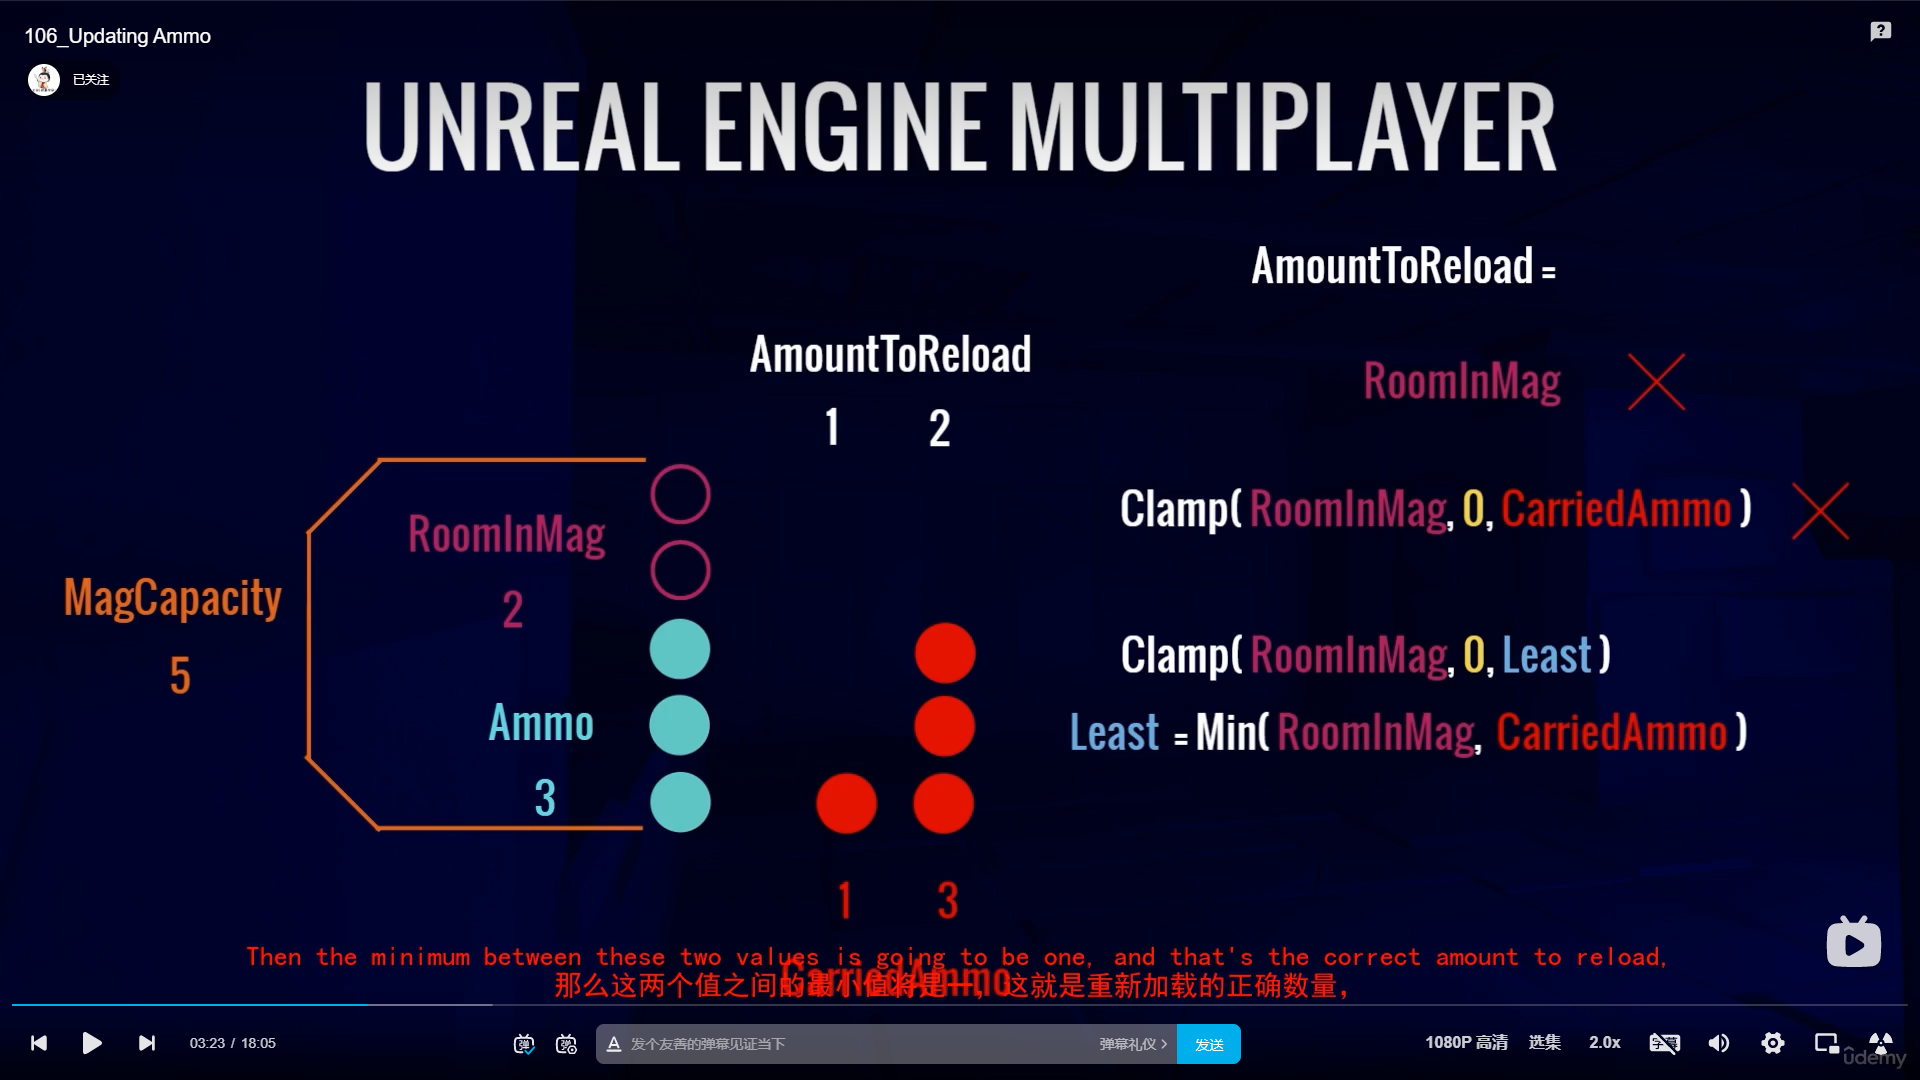 106_Updating Ammo
已关注
UNREAL ENGINE MULTIPLAYER
AmountToReload =
AmountToReload
1 2
RoomInMag
Clamp( RoomInMag, 0, CarriedAmmo )
RoomInMag
2
MagCapacity
5
Clamp( RoomInMag, 0, Least )
Ammo
3
Least = Min( RoomInMag, CarriedAmmo )
1 3
CarriedAmmo
Then the minimum between these two values is going to be one, and that's the correct amount to reload,
那么这两个值之间的最小值将是一，这就是重新加载的正确数量，
03:23 / 18:05
弹
弹
A 发个友善的弹幕见证当下
弹幕礼仪 >
发送
1080P 高清
选集
2.0x
字幕
ûdemy